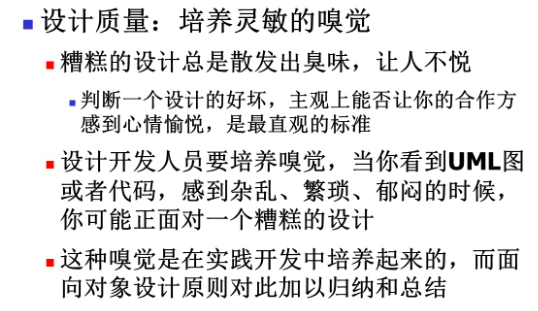 设计质量：培养灵敏的嗅觉
糟糕的设计总是散发出臭味，让人不悦
判断一个设计的好坏，主观上能否让你的合作方
感到心情愉悦，是最直观的标准
设计开发人员要培养嗅觉，当你看到UML图
或者代码，感到杂乱、繁琐、郁闷的时候，
你可能正面对一个糟糕的设计
这种嗅觉是在实践开发中培养起来的，而面
向对象设计原则对此加以归纳和总结